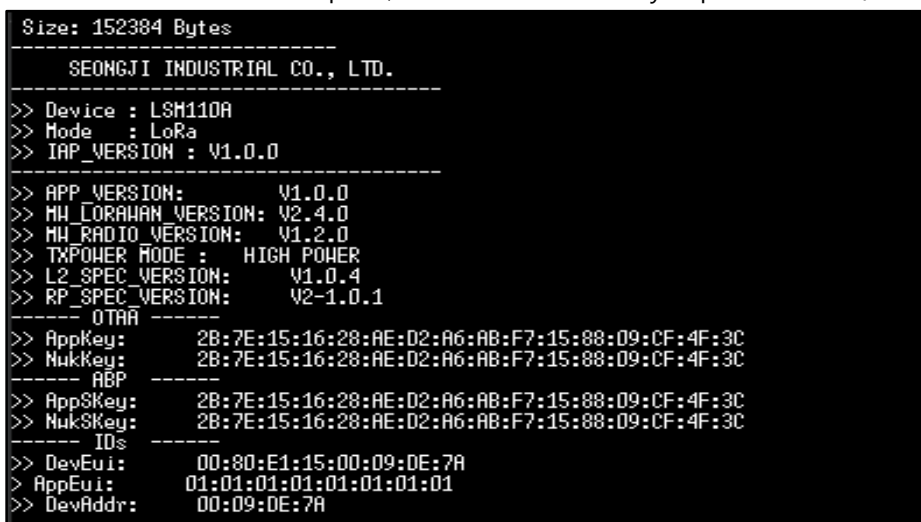 Size: 152384 Bytes
----------------------------
SEONGJI INDUSTRIAL CO., LTD.
-------------------------------------
>> Device : LSM110A
>> Mode   : LoRa
>> IAP_VERSION : V1.0.0
-------------------------------------
>> APP_VERSION:        V1.0.0
>> MW_LORAWAN_VERSION: V2.4.0
>> MW_RADIO_VERSION:   V1.2.0
>> TXPOWER MODE :   HIGH POWER
>> L2_SPEC_VERSION:     V1.0.4
>> RP_SPEC_VERSION:     V2-1.0.1
------ OTAA ------
>> AppKey:      2B:7E:15:16:28:AE:D2:A6:AB:F7:15:88:09:CF:4F:3C
>> NwkKey:      2B:7E:15:16:28:AE:D2:A6:AB:F7:15:88:09:CF:4F:3C
------ ABP  ------
>> AppSKey:     2B:7E:15:16:28:AE:D2:A6:AB:F7:15:88:09:CF:4F:3C
>> NwkSKey:     2B:7E:15:16:28:AE:D2:A6:AB:F7:15:88:09:CF:4F:3C
------ IDs  ------
>> DevEui:      00:80:E1:15:00:09:DE:7A
> AppEui:      01:01:01:01:01:01:01:01
>> DevAddr:     00:09:DE:7A